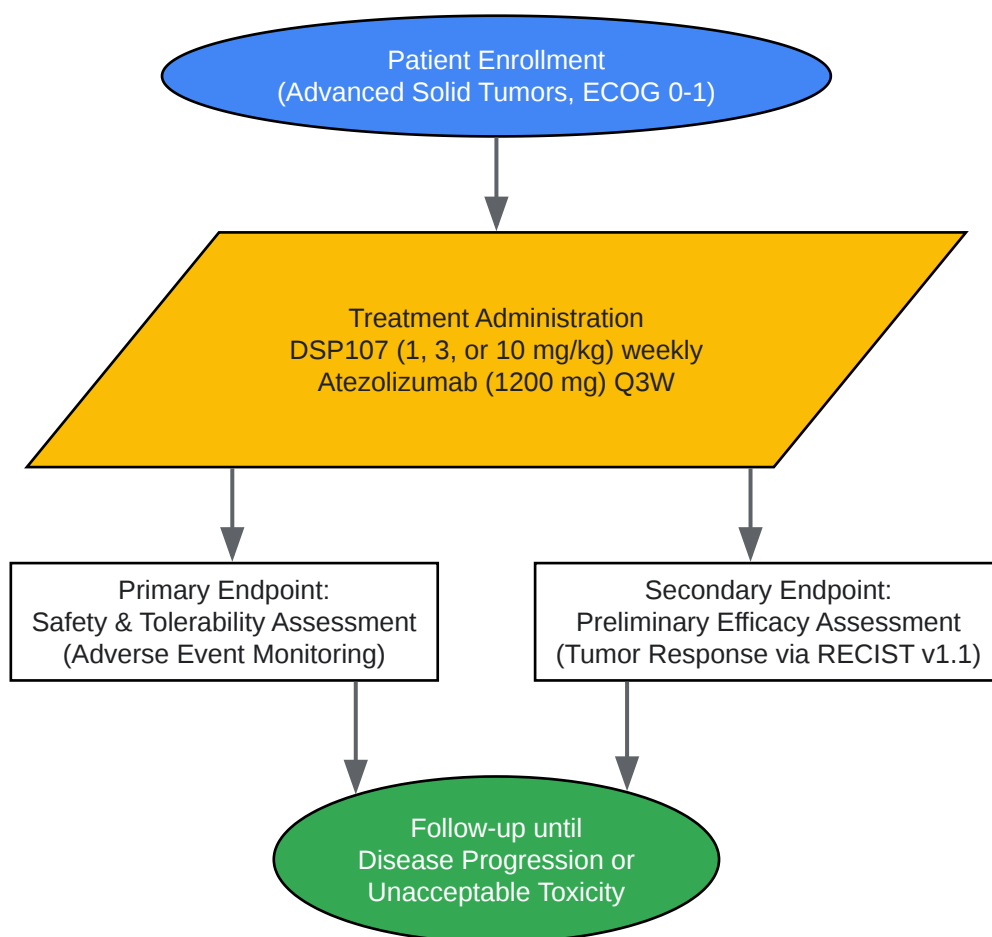 Patient Enrollment
(Advanced Solid Tumors, ECOG 0-1)
Treatment Administration
DSP107 (1, 3, or 10 mg/kg) weekly
Atezolizumab (1200 mg) Q3W
Primary Endpoint:
Safety & Tolerability Assessment
(Adverse Event Monitoring)
Secondary Endpoint:
Preliminary Efficacy Assessment
(Tumor Response via RECIST v1.1)
Follow-up until
Disease Progression or
Unacceptable Toxicity